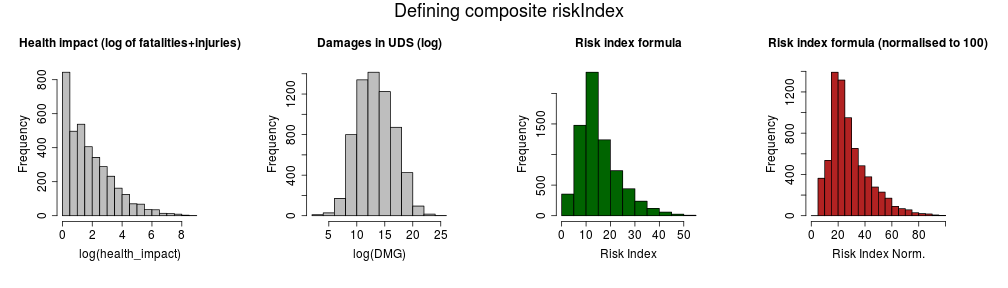 Defining composite riskIndex
Health impact (log of fatalities+injuries)
Frequency
0 200 400 600 800
0 2 4 6 8
log(health_impact)
Damages in UDS (log)
Frequency
0 400 800 1200
5 10 15 20 25
log(DMG)
Risk index formula
Frequency
0 500 1500
0 10 20 30 40 50
Risk Index
Risk index formula (normalised to 100)
Frequency
0 400 800 1200
0 20 40 60 80
Risk Index Norm.